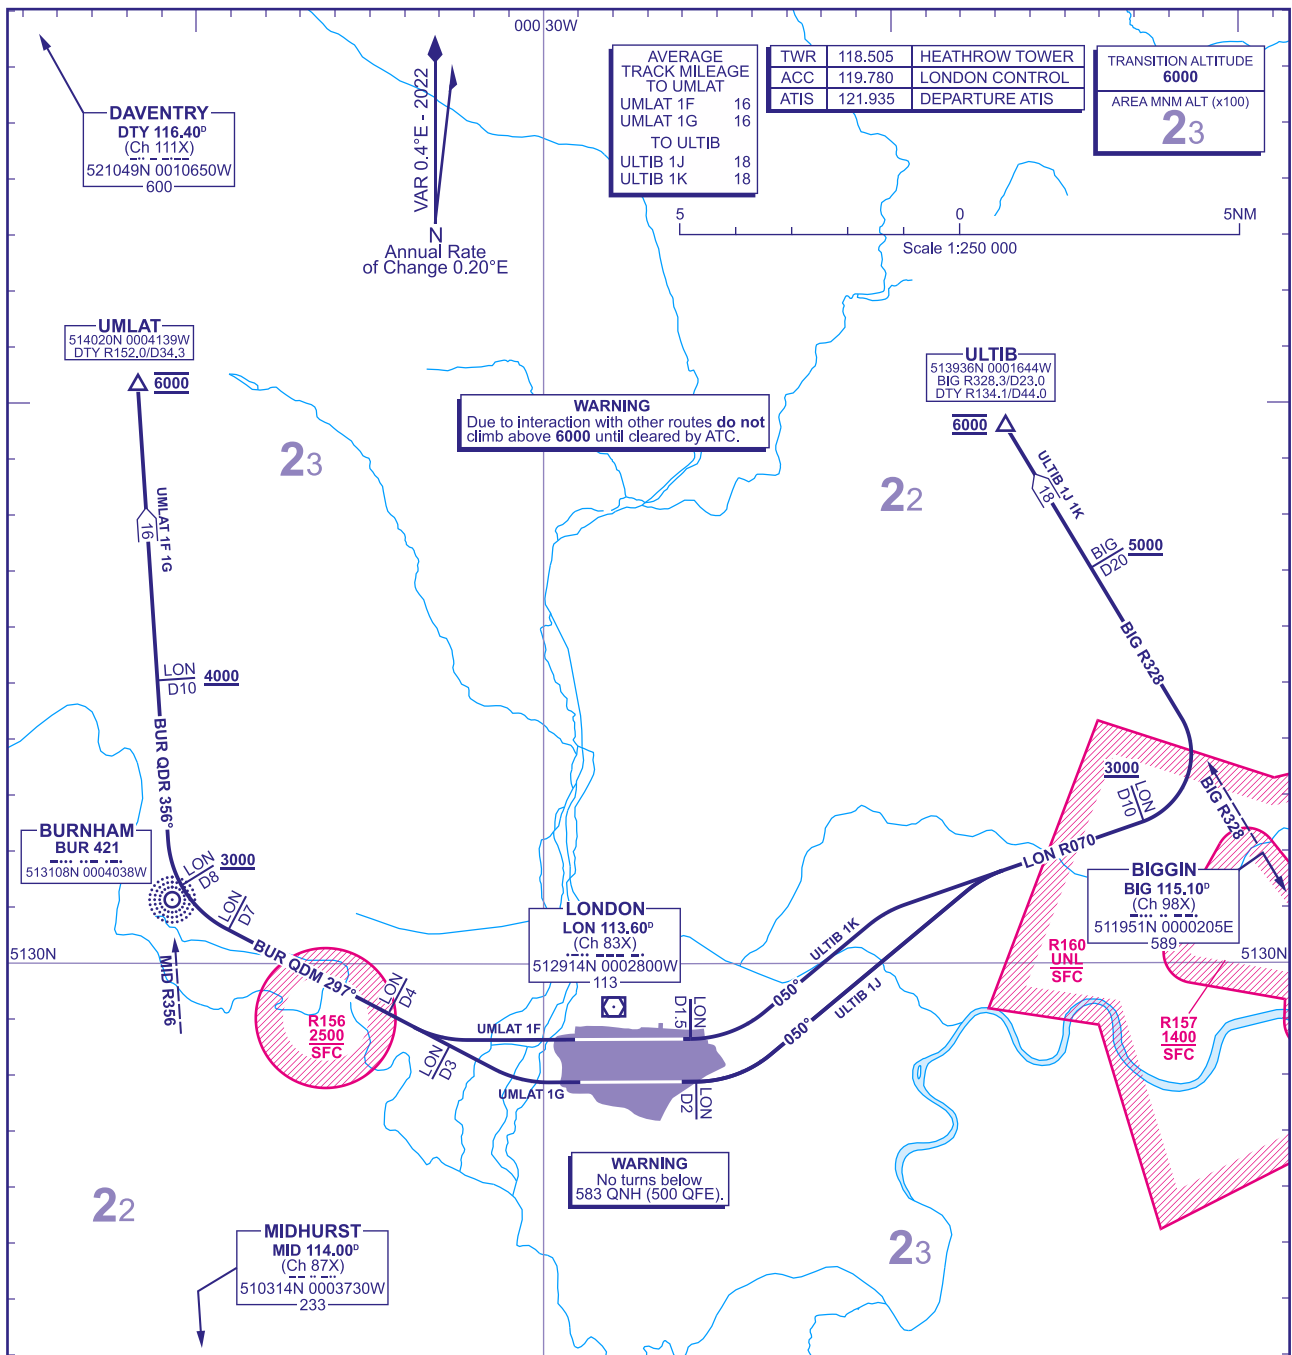 000 30W
AVERAGE
TRACK MILEAGE
TO UMLAT
UMLAT 1F 16
UMLAT 1G 16
TO ULTIB
ULTIB 1J 18
ULTIB 1K 18
TWR 118.505 HEATHROW TOWER
ACC 119.780 LONDON CONTROL
ATIS 121.935 DEPARTURE ATIS
TRANSITION ALTITUDE
6000
AREA MNM ALT (x100)
23
DAVENTRY
DTY 116.40ᴰ
(Ch 111X)
521049N 0010650W
600
VAR 0.4°E - 2022
N
Annual Rate
of Change 0.20°E
5 0 5NM
Scale 1:250 000
UMLAT
514020N 0004139W
DTY R152.0/D34.3
6000
ULTIB
513936N 0001644W
BIG R328.3/D23.0
DTY R134.1/D44.0
6000
WARNING
Due to interaction with other routes do not
climb above 6000 until cleared by ATC.
23
22
UMLAT 1F 1G
16
ULTIB 1J 1K
18
BIG
D20
5000
BIG R328
LON
D10
4000
BUR QDR 356°
3000
LON
D10
BIG R328
BURNHAM
BUR 421
513108N 0004038W
LON
D8
3000
LON
D7
LON R070
BIGGIN
BIG 115.10ᴰ
(Ch 98X)
511951N 0000205E
589
LONDON
LON 113.60ᴰ
(Ch 83X)
512914N 0002800W
113
5130N
5130N
MID R356
BUR QDM 297°
ULTIB 1K
R160
UNL
SFC
LON
D4
050°
ULTIB 1J
R156
2500
SFC
UMLAT 1F
LON
D1.5
050°
R157
1400
SFC
LON
D3
UMLAT 1G
LON
D2
WARNING
No turns below
583 QNH (500 QFE).
22
23
MIDHURST
MID 114.00ᴰ
(Ch 87X)
510314N 0003730W
233